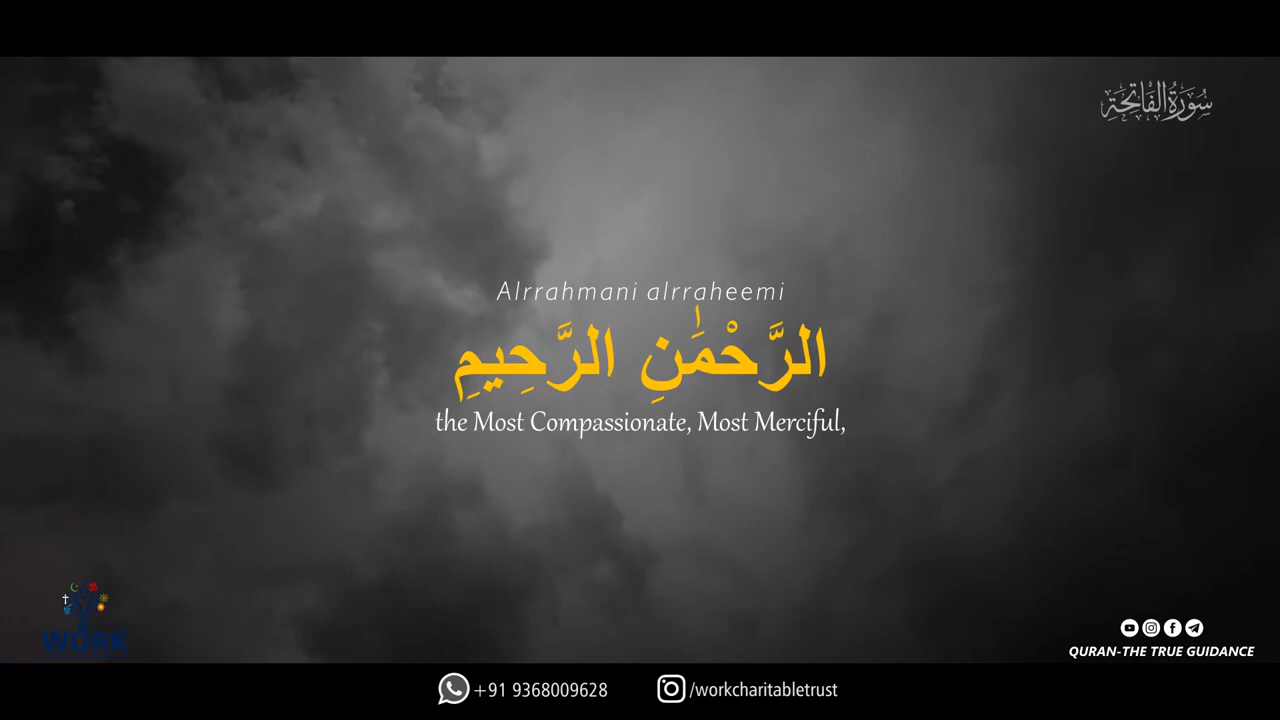 سُورَةُ الفَاتِحَةِ
Alrrahmani alrraheemi
الرَّحْمَٰنِ الرَّحِيمِ
the Most Compassionate, Most Merciful,
WORK
QURAN-THE TRUE GUIDANCE
+91 9368009628 /workcharitabletrust